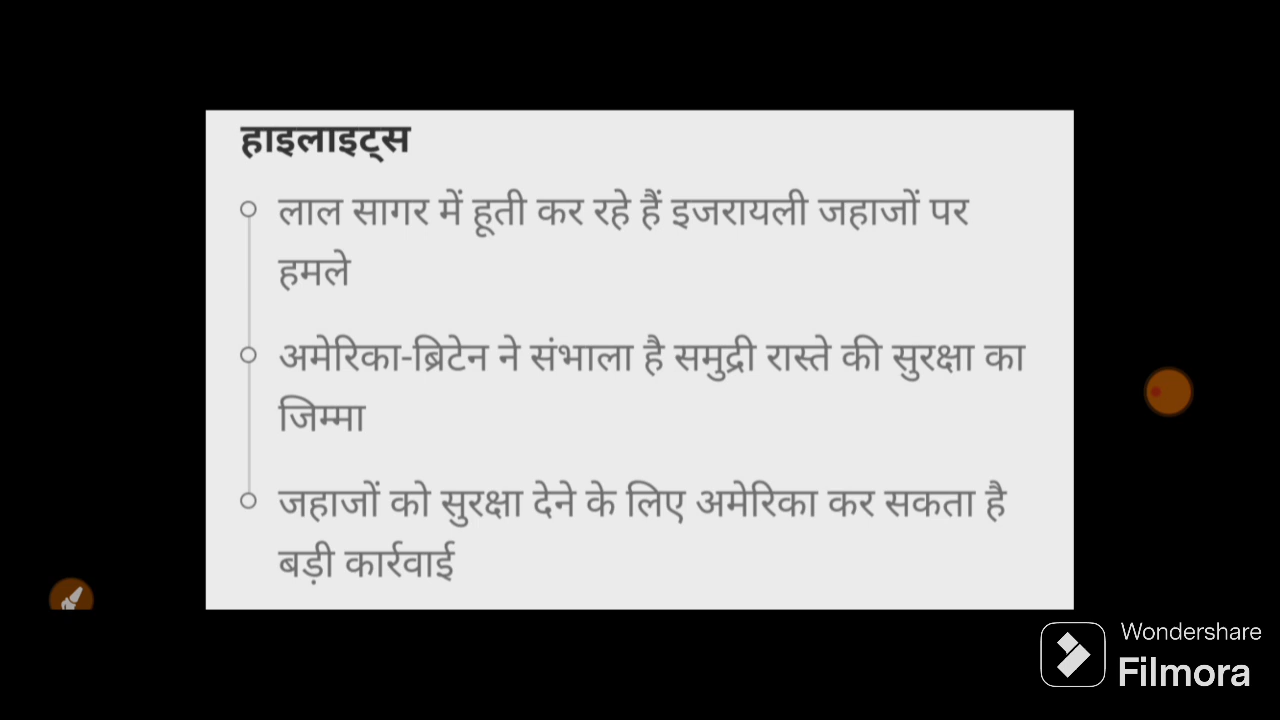 हाइलाइट्स
लाल सागर में हूती कर रहे हैं इजरायली जहाजों पर
हमले
अमेरिका-ब्रिटेन ने संभाला है समुद्री रास्ते की सुरक्षा का
जिम्मा
जहाजों को सुरक्षा देने के लिए अमेरिका कर सकता है
बड़ी कार्रवाई
Wondershare
Filmora